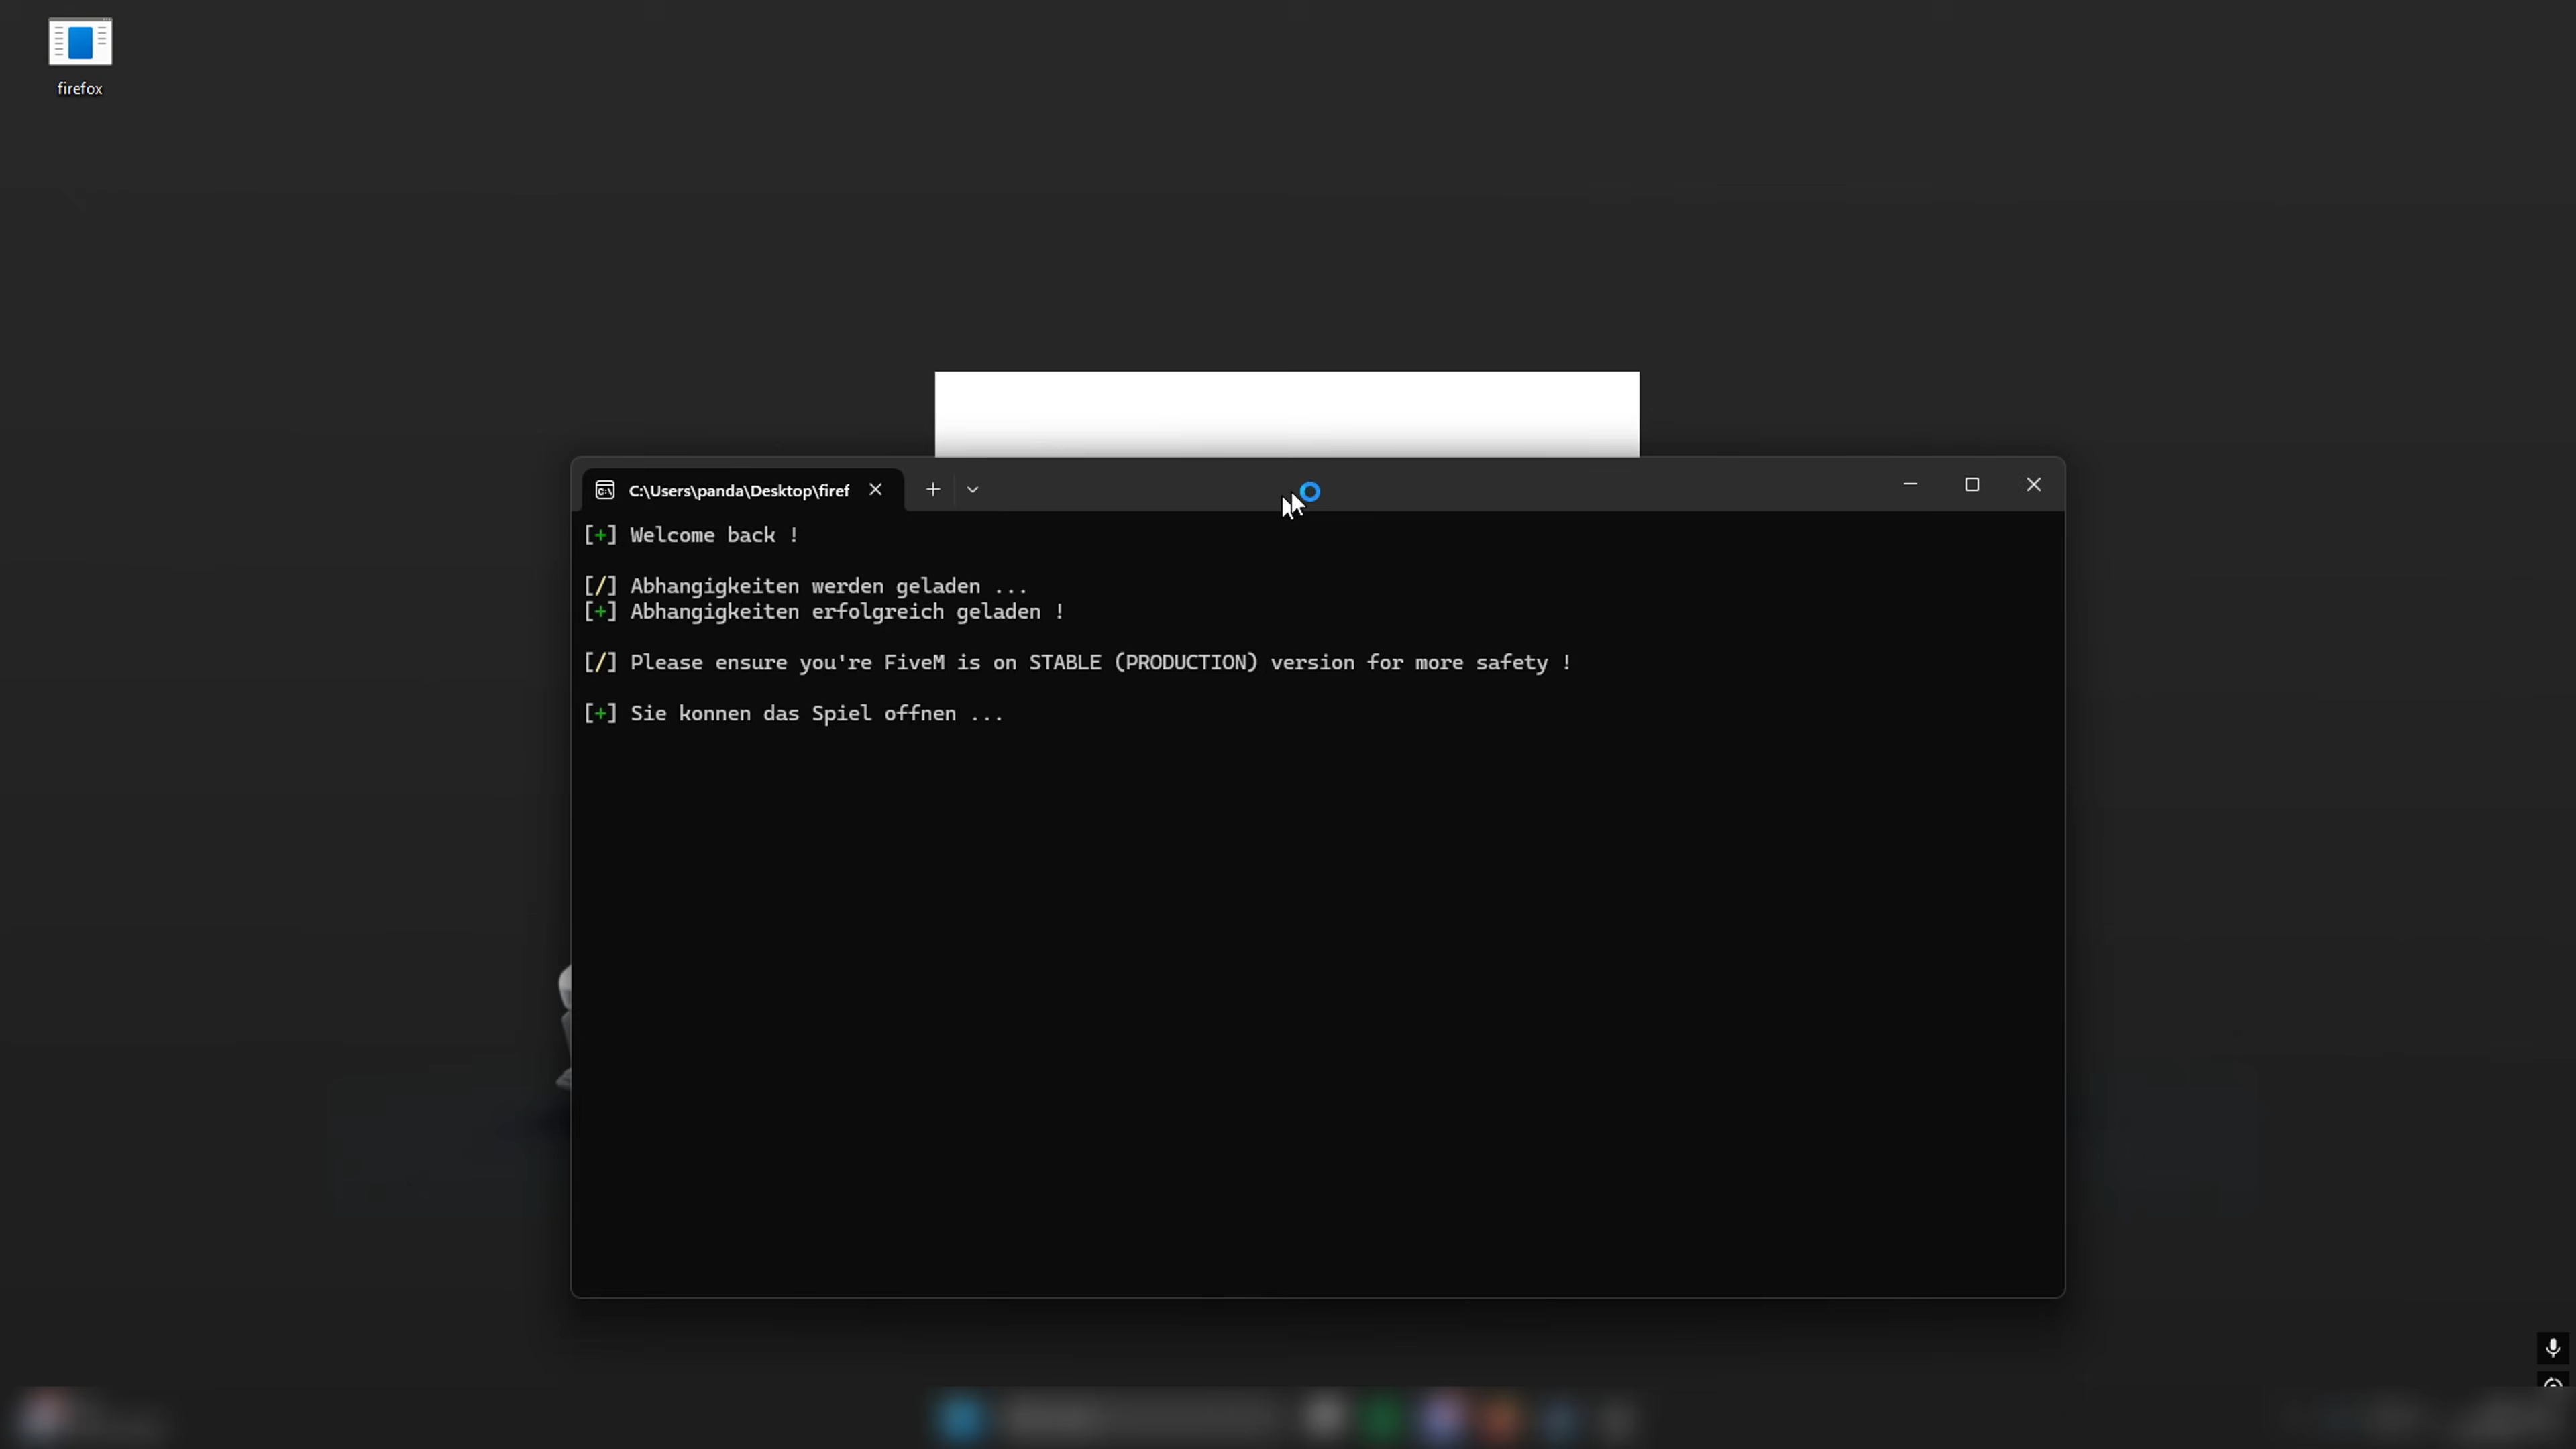 firefox
C:\Users\panda\Desktop\firef
[+] Welcome back !
[/] Abhangigkeiten werden geladen ...
[+] Abhangigkeiten erfolgreich geladen !
[/] Please ensure you're FiveM is on STABLE (PRODUCTION) version for more safety !
[+] Sie konnen das Spiel offnen ...